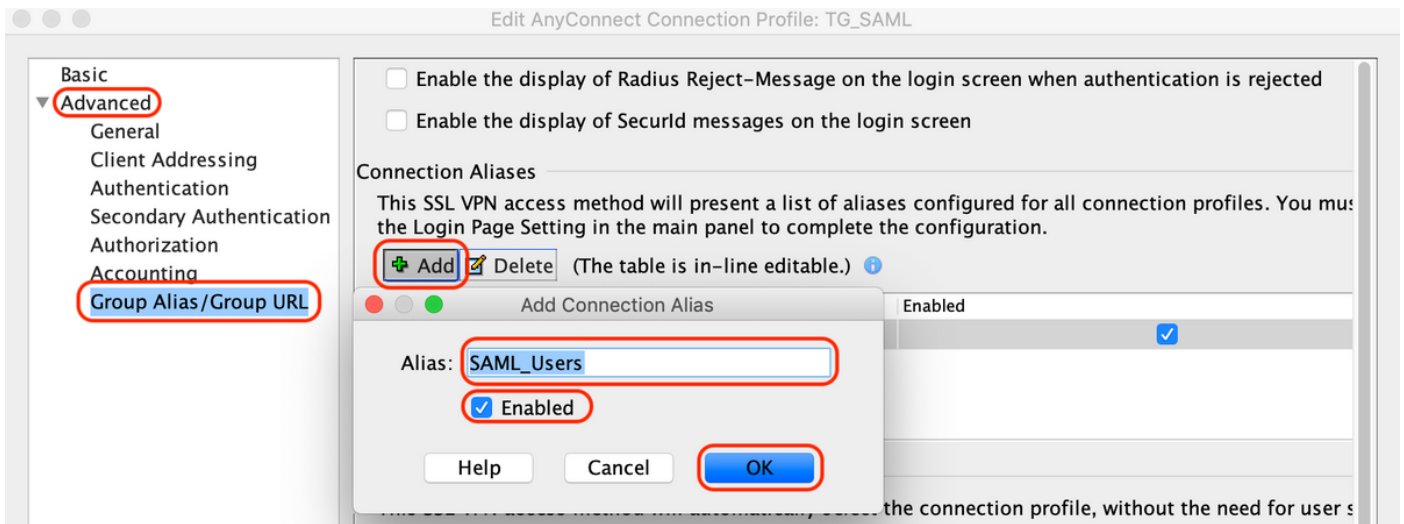 Edit AnyConnect Connection Profile: TG_SAML
Basic
Advanced
General
Client Addressing
Authentication
Secondary Authentication
Authorization
Accounting
Group Alias/Group URL
Enable the display of Radius Reject-Message on the login screen when authentication is rejected
Enable the display of SecurId messages on the login screen
Connection Aliases
This SSL VPN access method will present a list of aliases configured for all connection profiles. You
the Login Page Setting in the main panel to complete the configuration.
Add Delete (The table is in-line editable.)
Enabled
Add Connection Alias
Alias: SAML_Users
Enabled
Help Cancel OK
the connection profile, without the need for user